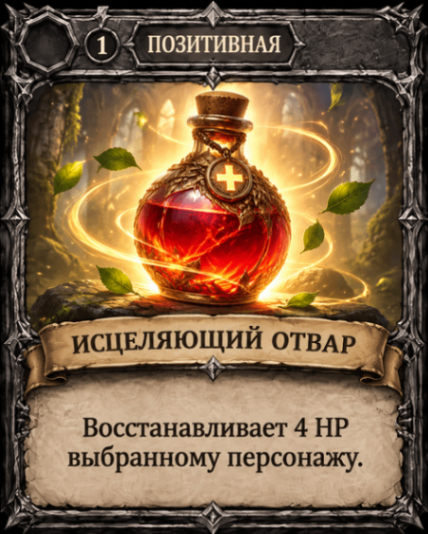 1
ПОЗИТИВНАЯ
ИСЦЕЛЯЮЩИЙ ОТВАР
Восстанавливает 4 HP
выбранному персонажу.